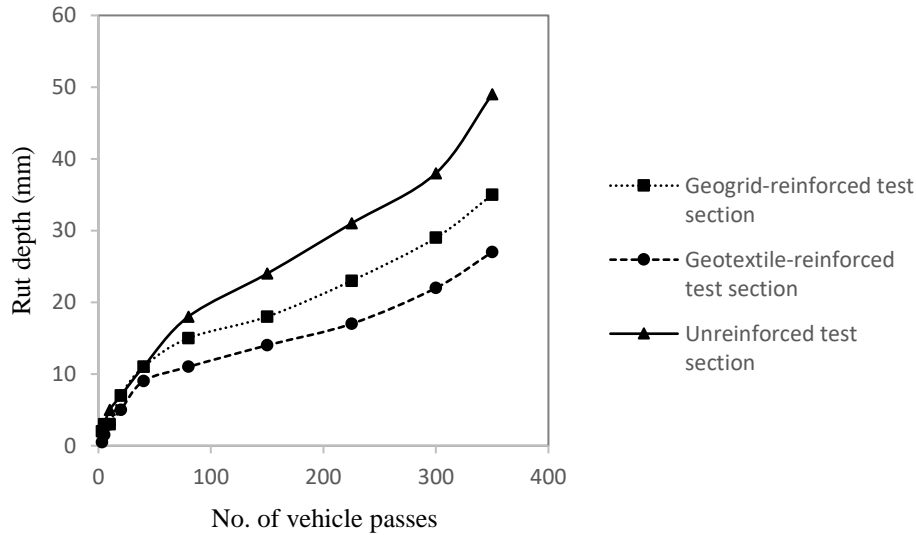 60
50
40
30
20
10
0
Rut depth (mm)
0 100 200 300 400
No. of vehicle passes
Geogrid-reinforced test
section
Geotextile-reinforced
test section
Unreinforced test
section